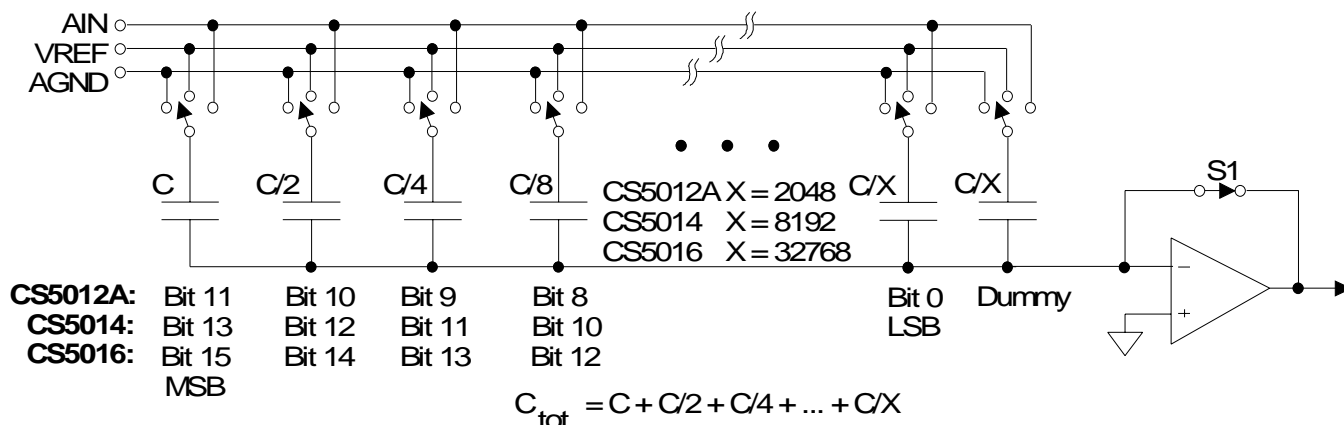 AIN
VREF
AGND
C C/2 C/4 C/8 C/X C/X S1
CS5012A X = 2048
CS5014 X = 8192
CS5016 X = 32768
− +
CS5012A: Bit 11 Bit 10 Bit 9 Bit 8 Bit 0 Dummy
CS5014: Bit 13 Bit 12 Bit 11 Bit 10 LSB
CS5016: Bit 15 Bit 14 Bit 13 Bit 12
MSB
C_tot = C + C/2 + C/4 + ... + C/X